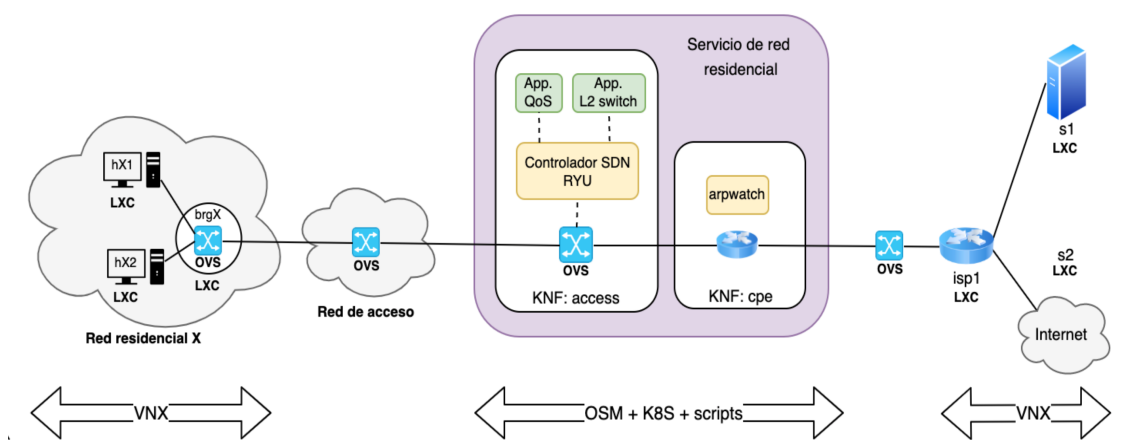 Servicio de red
residencial
App.
QoS
App.
L2 switch
Controlador SDN
RYU
OVS
KNF: access
arpwatch
KNF: cpe
hX1
LXC
hX2
LXC
brgX
OVS
LXC
Red residencial X
OVS
Red de acceso
OVS
isp1
LXC
s1
LXC
s2
LXC
Internet
VNX
OSM + K8S + scripts
VNX